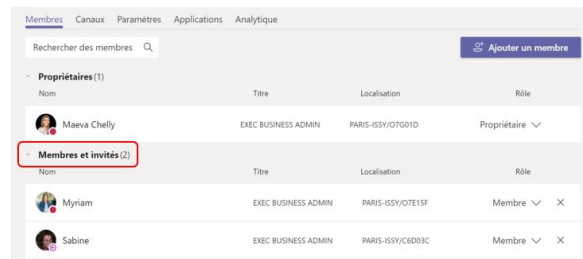 Membres Canaux Paramètres Applications Analytique
Rechercher des membres Ajouter un membre
Propriétaires (1)
Nom Titre Localisation Rôle
Maeva Chelly EXEC BUSINESS ADMIN PARIS-ISSY/O7G01D Propriétaire
Membres et invités (2)
Nom Titre Localisation Rôle
Myriam EXEC BUSINESS ADMIN PARIS-ISSY/O7E15F Membre
Sabine EXEC BUSINESS ADMIN PARIS-ISSY/C6D03C Membre